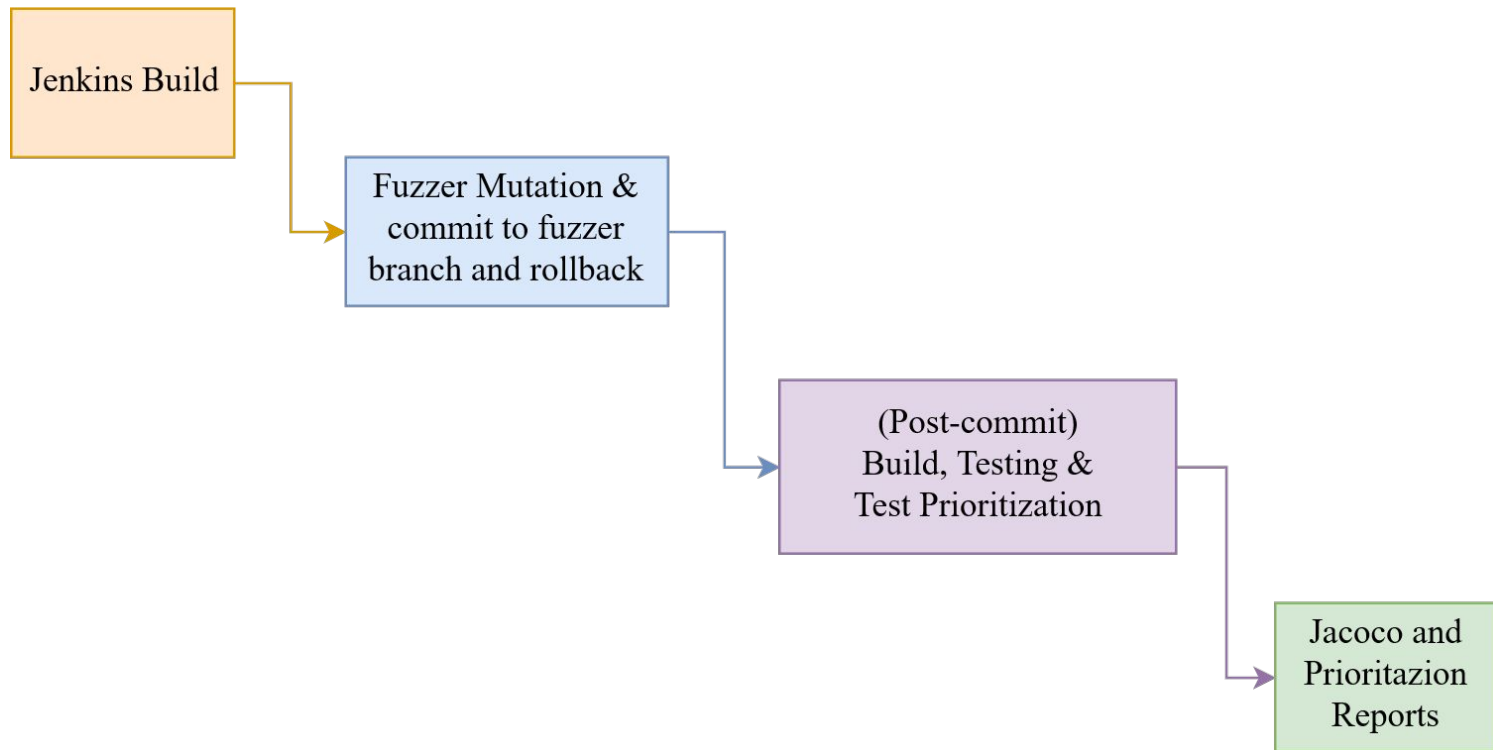 Jenkins Build
Fuzzer Mutation &
commit to fuzzer
branch and rollback
(Post-commit)
Build, Testing &
Test Prioritization
Jacoco and
Prioritazion
Reports